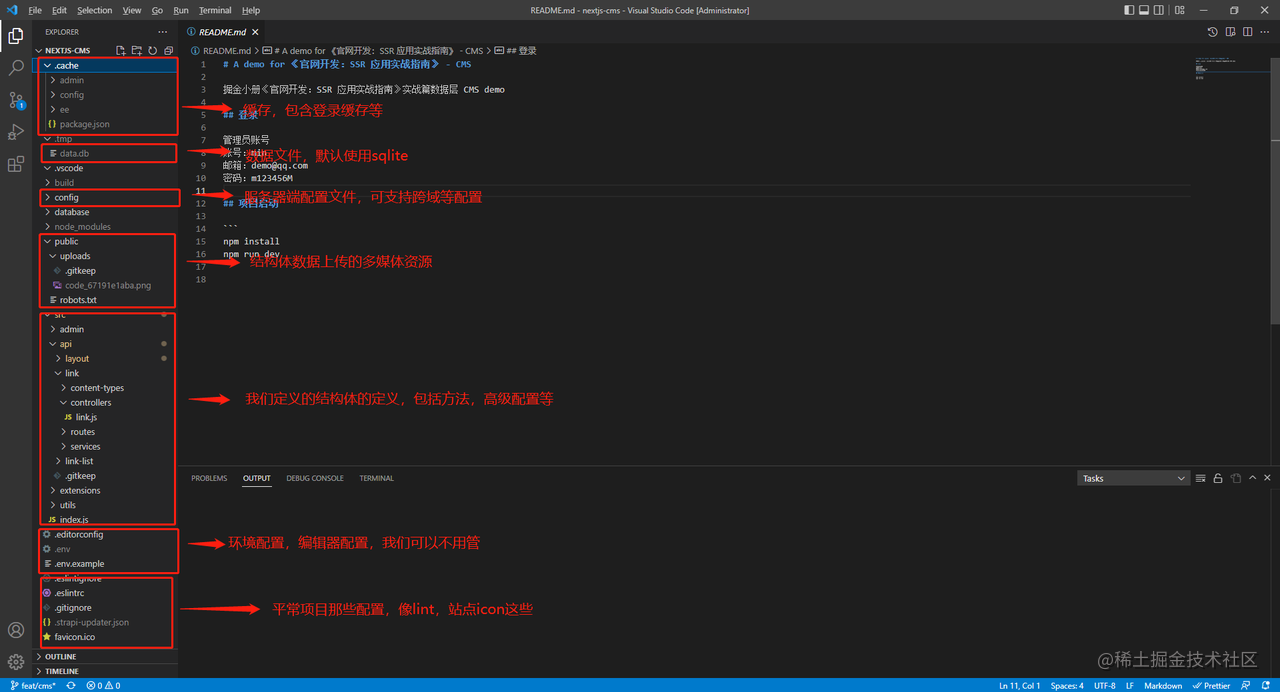 File Edit Selection View Go Run Terminal Help
README.md - nextjs-cms - Visual Studio Code [Administrator]
EXPLORER
NEXTJS-CMS
.cache
admin
config
ee
package.json
.tmp
data.db
.vscode
build
config
database
node_modules
public
uploads
.gitkeep
code_67191e1aba.png
robots.txt
src
admin
api
layout
link
content-types
controllers
link.js
routes
services
link-list
.gitkeep
extensions
utils
index.js
.editorconfig
.env
.env.example
.eslintignore
.eslintrc
.gitignore
.strapi-updater.json
favicon.ico
OUTLINE
TIMELINE
README.md
README.md > # A demo for 《官网开发：SSR 应用实战指南》 - CMS > ## 登录
1 # A demo for 《官网开发：SSR 应用实战指南》 - CMS
2
3 掘金小册《官网开发：SSR 应用实战指南》实战篇数据层 CMS demo
4
5 ## 登录
缓存，包含登录缓存等
6
7 管理员账号
8 账号：
数据文件，默认使用sqlite
9 邮箱：demo@qq.com
10 密码：m123456M
11
服务器端配置文件，可支持跨域等配置
12 ## 项目启动
13
14 ```
15 npm install
16 npm run dev
结构体数据上传的多媒体资源
17
18
我们定义的结构体的定义，包括方法，高级配置等
PROBLEMS OUTPUT DEBUG CONSOLE TERMINAL
Tasks
环境配置，编辑器配置，我们可以不用管
平常项目那些配置，像lint，站点icon这些
@稀土掘金技术社区
feat/cms* 0 0
Ln 11, Col 1 Spaces: 4 UTF-8 LF Markdown Prettier